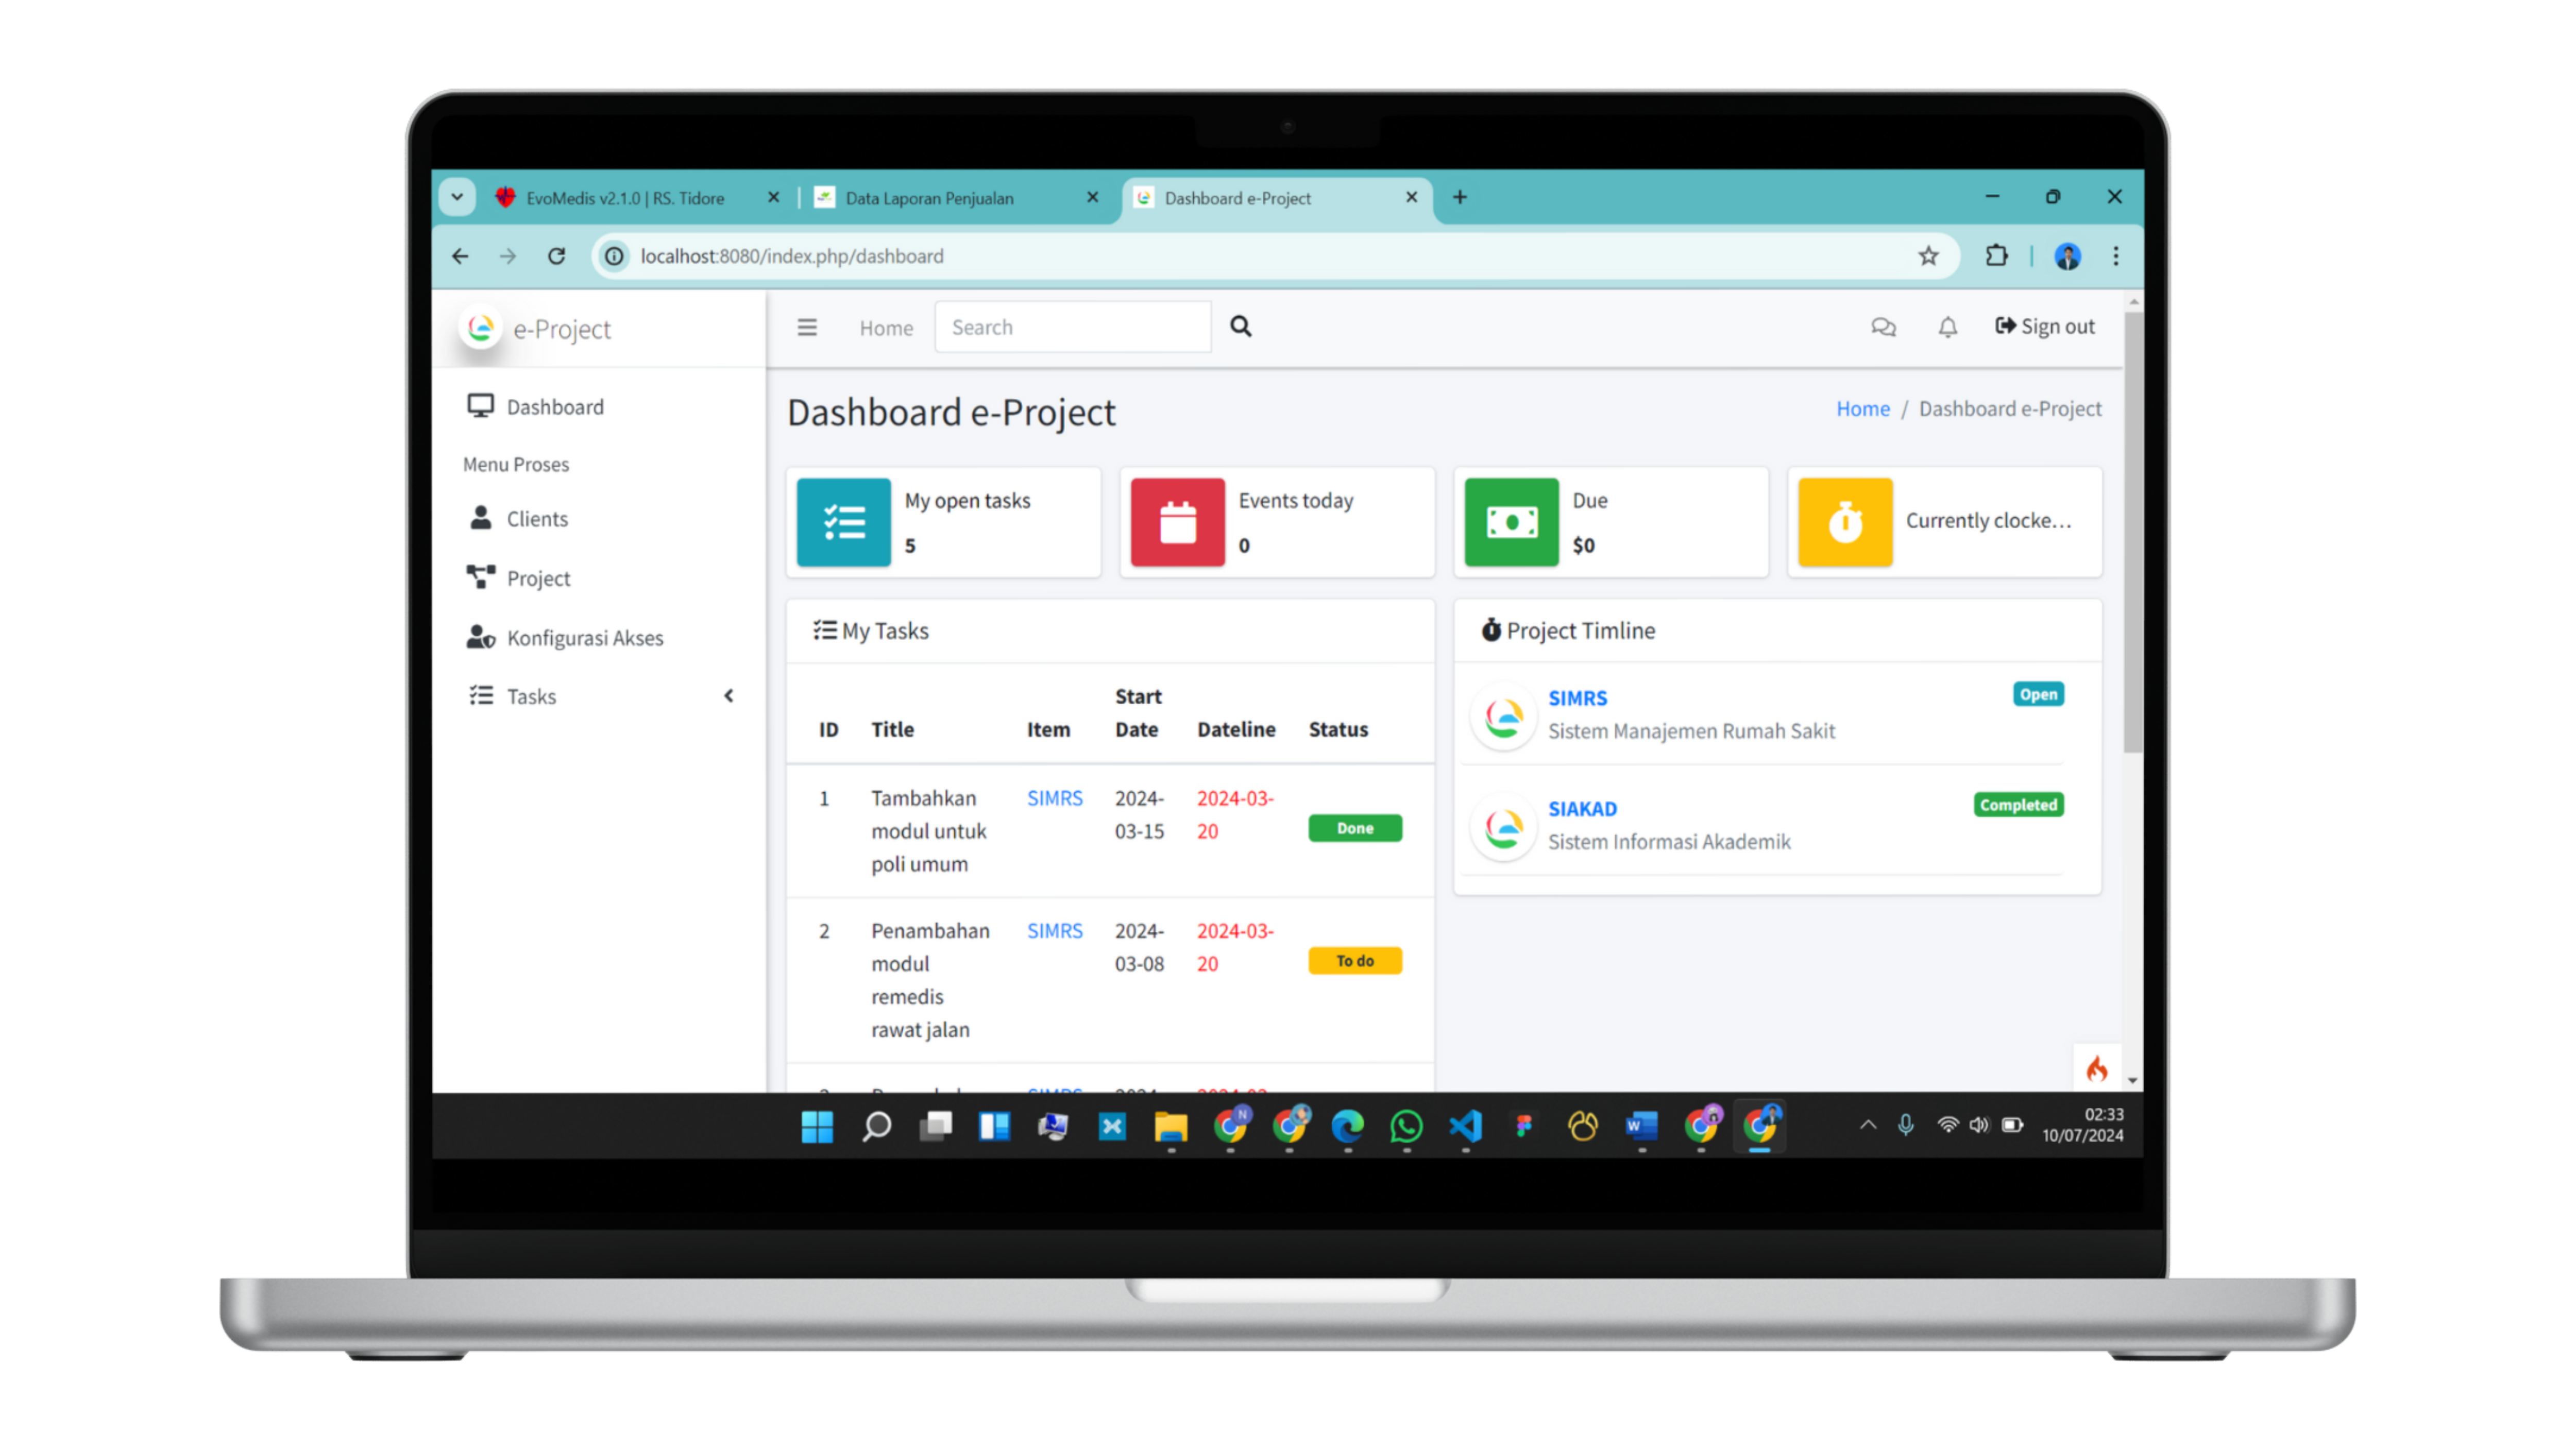 EvoMedis v2.1.0 | RS. Tidore
Data Laporan Penjualan
Dashboard e-Project
localhost:8080/index.php/dashboard
e-Project
Home
Search
Sign out
Dashboard
Menu Proses
Clients
Project
Konfigurasi Akses
Tasks
Dashboard e-Project
Home / Dashboard e-Project
My open tasks
5
Events today
0
Due
$0
Currently clocke...
My Tasks
ID Title Item Start Date Dateline Status
1 Tambahkan SIMRS 2024- 2024-03- Done
modul untuk 03-15 20
poli umum
2 Penambahan SIMRS 2024- 2024-03- To do
modul 03-08 20
remedis
rawat jalan
Project Timline
SIMRS Open
Sistem Manajemen Rumah Sakit
SIAKAD Completed
Sistem Informasi Akademik
N
W
02:33
10/07/2024